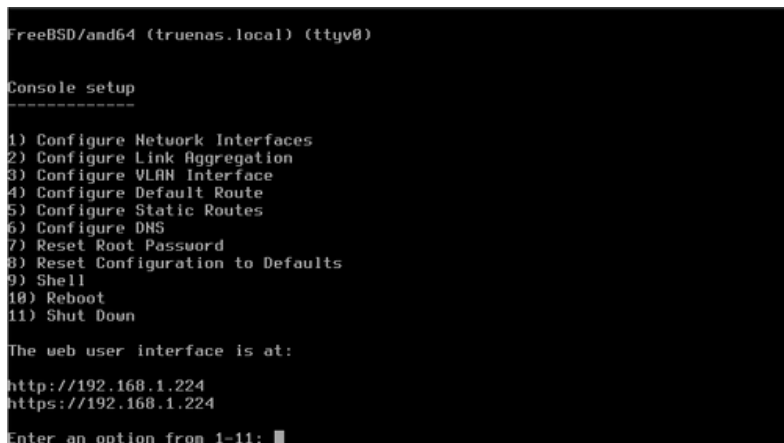 FreeBSD/amd64 (truenas.local) (ttyv0)
Console setup
-------------
1) Configure Network Interfaces
2) Configure Link Aggregation
3) Configure VLAN Interface
4) Configure Default Route
5) Configure Static Routes
6) Configure DNS
7) Reset Root Password
8) Reset Configuration to Defaults
9) Shell
10) Reboot
11) Shut Down
The web user interface is at:
http://192.168.1.224
https://192.168.1.224
Enter an option from 1-11: